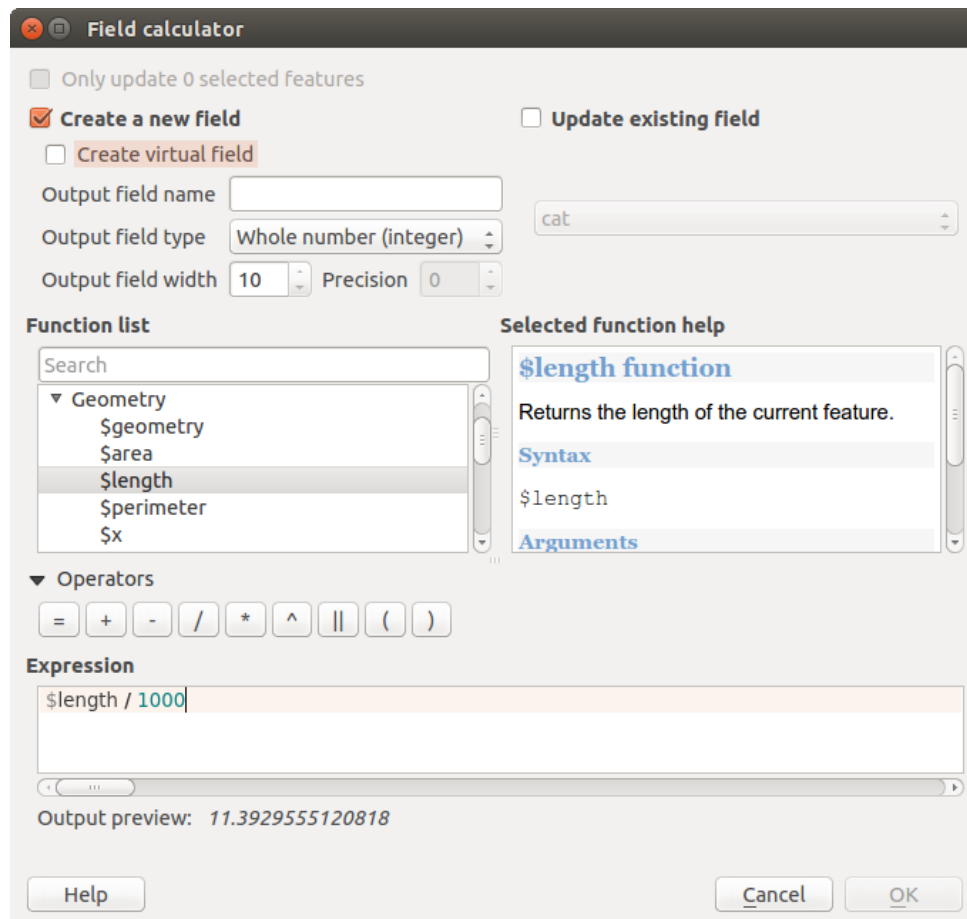 Field calculator
Only update 0 selected features
Create a new field
Update existing field
Create virtual field
Output field name
cat
Output field type Whole number (integer)
Output field width 10 Precision 0
Function list
Selected function help
Search
Geometry
$geometry
$area
$length
$perimeter
$x
$length function
Returns the length of the current feature.
Syntax
$length
Arguments
Operators
= + - / * ^ || ( )
Expression
$length / 1000
Output preview: 11.3929555120818
Help Cancel OK